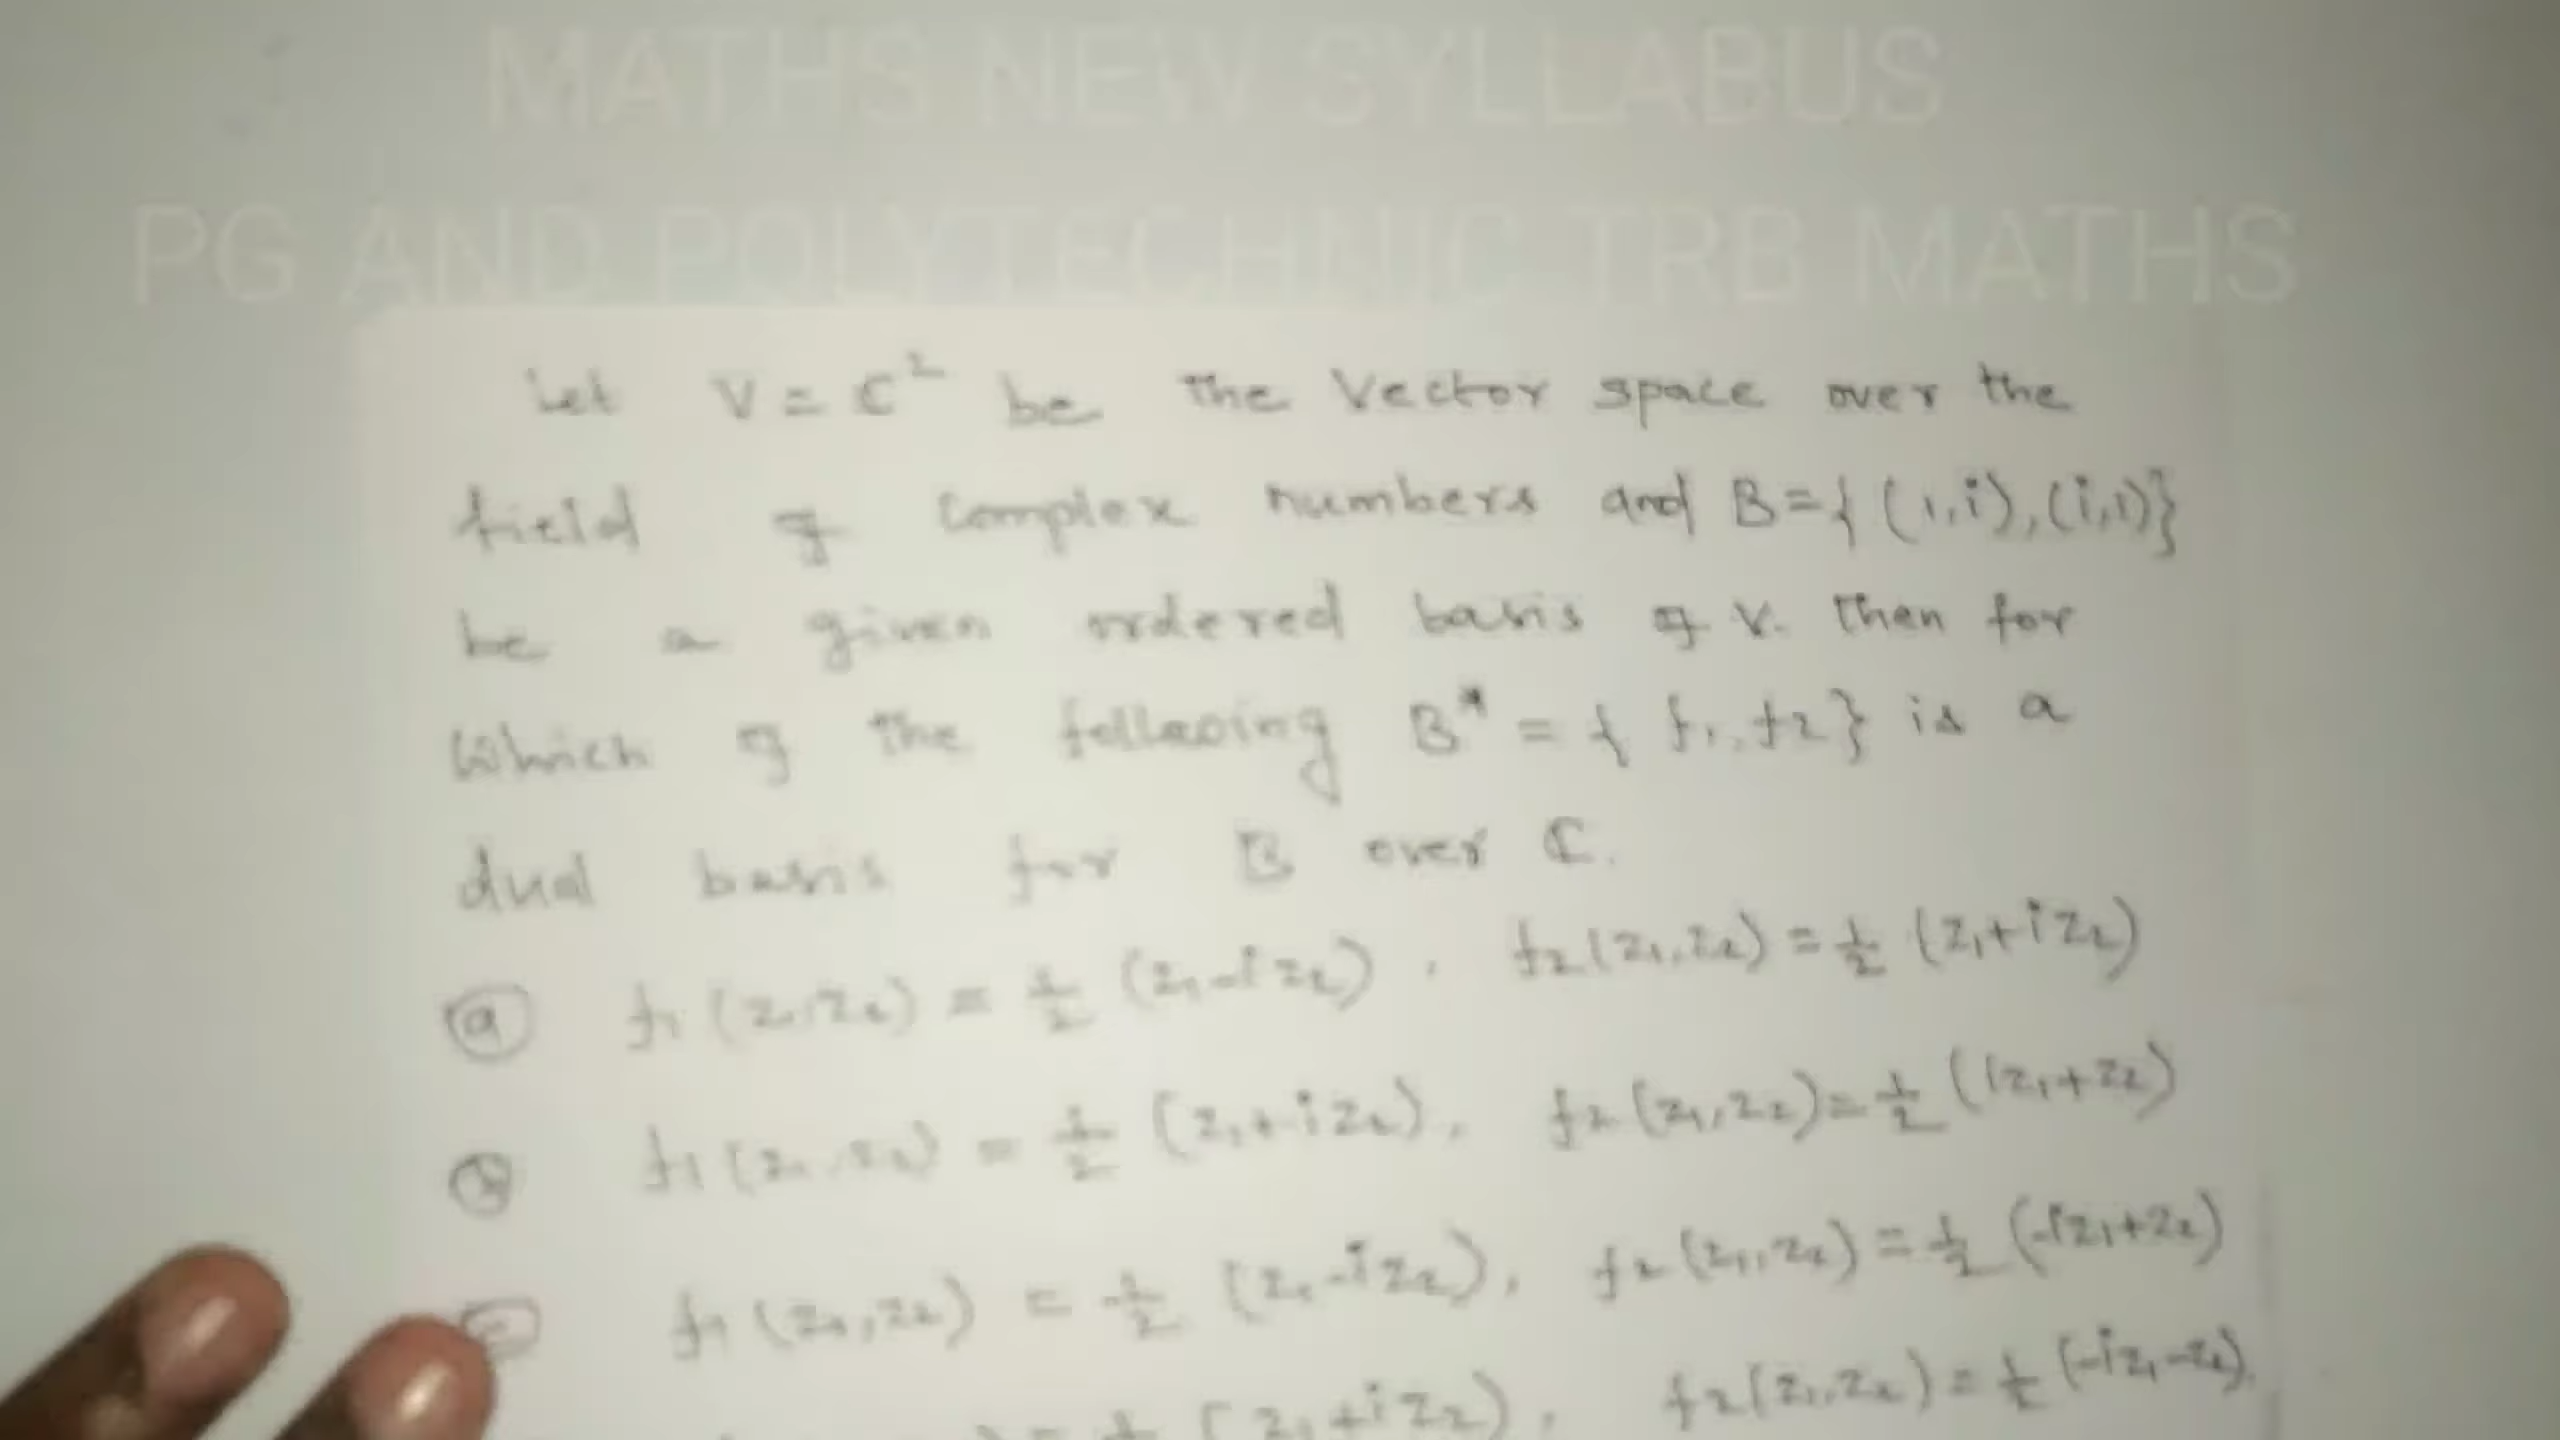 MATHS NEW SYLLABUS
PG AND POLYTECHNIC TRB MATHS
Let V = ℂ² be the Vector space over the
field of complex numbers and B={(1,i),(i,1)}
be a given ordered basis of V. Then for
Which of the following B* = {f₁,f₂} is a
dual basis for B over ℂ.
(a) f₁(z₁,z₂) = ½ (z₁-iz₂), f₂(z₁,z₂) = ½ (z₁+iz₂)
(b) f₁(z₁,z₂) = ½ (z₁+iz₂), f₂(z₁,z₂) = ½ (iz₁+z₂)
(c) f₁(z₁,z₂) = ½ (z₁-iz₂), f₂(z₁,z₂) = ½ (-iz₁+z₂)
) = ½ (z₁+iz₂), f₂(z₁,z₂) = ½ (-iz₁-z₂).